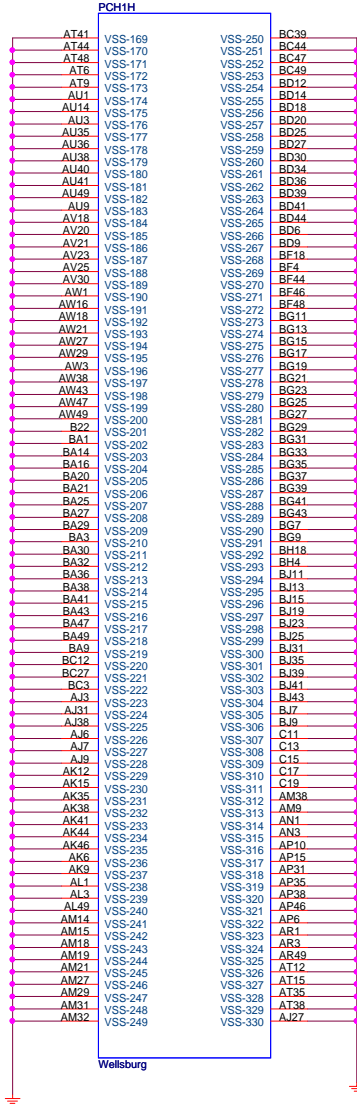 PCH1H
AT41 VSS-169 VSS-250 BC39
AT44 VSS-170 VSS-251 BC44
AT48 VSS-171 VSS-252 BC47
AT6 VSS-172 VSS-253 BC49
AT9 VSS-173 VSS-254 BD12
AU1 VSS-174 VSS-255 BD14
AU14 VSS-175 VSS-256 BD18
AU3 VSS-176 VSS-257 BD20
AU35 VSS-177 VSS-258 BD25
AU36 VSS-178 VSS-259 BD27
AU38 VSS-179 VSS-260 BD30
AU40 VSS-180 VSS-261 BD34
AU41 VSS-181 VSS-262 BD36
AU49 VSS-182 VSS-263 BD39
AU9 VSS-183 VSS-264 BD41
AV18 VSS-184 VSS-265 BD44
AV20 VSS-185 VSS-266 BD6
AV21 VSS-186 VSS-267 BD9
AV23 VSS-187 VSS-268 BF18
AV25 VSS-188 VSS-269 BF4
AV30 VSS-189 VSS-270 BF44
AW1 VSS-190 VSS-271 BF46
AW16 VSS-191 VSS-272 BF48
AW18 VSS-192 VSS-273 BG11
AW21 VSS-193 VSS-274 BG13
AW27 VSS-194 VSS-275 BG15
AW29 VSS-195 VSS-276 BG17
AW3 VSS-196 VSS-277 BG19
AW38 VSS-197 VSS-278 BG21
AW43 VSS-198 VSS-279 BG23
AW47 VSS-199 VSS-280 BG25
AW49 VSS-200 VSS-281 BG27
B22 VSS-201 VSS-282 BG29
BA1 VSS-202 VSS-283 BG31
BA14 VSS-203 VSS-284 BG33
BA16 VSS-204 VSS-285 BG35
BA20 VSS-205 VSS-286 BG37
BA21 VSS-206 VSS-287 BG39
BA25 VSS-207 VSS-288 BG41
BA27 VSS-208 VSS-289 BG43
BA29 VSS-209 VSS-290 BG7
BA3 VSS-210 VSS-291 BG9
BA30 VSS-211 VSS-292 BH18
BA32 VSS-212 VSS-293 BH4
BA36 VSS-213 VSS-294 BJ11
BA38 VSS-214 VSS-295 BJ13
BA41 VSS-215 VSS-296 BJ15
BA43 VSS-216 VSS-297 BJ19
BA47 VSS-217 VSS-298 BJ23
BA49 VSS-218 VSS-299 BJ25
BA9 VSS-219 VSS-300 BJ31
BC12 VSS-220 VSS-301 BJ35
BC27 VSS-221 VSS-302 BJ39
BC3 VSS-222 VSS-303 BJ41
AJ3 VSS-223 VSS-304 BJ43
AJ31 VSS-224 VSS-305 BJ7
AJ38 VSS-225 VSS-306 BJ9
AJ6 VSS-226 VSS-307 C11
AJ7 VSS-227 VSS-308 C13
AJ9 VSS-228 VSS-309 C15
AK12 VSS-229 VSS-310 C17
AK15 VSS-230 VSS-311 C19
AK35 VSS-231 VSS-312 AM38
AK38 VSS-232 VSS-313 AM9
AK41 VSS-233 VSS-314 AN1
AK44 VSS-234 VSS-315 AN3
AK46 VSS-235 VSS-316 AP10
AK6 VSS-236 VSS-317 AP15
AK9 VSS-237 VSS-318 AP31
AL1 VSS-238 VSS-319 AP35
AL3 VSS-239 VSS-320 AP38
AL49 VSS-240 VSS-321 AP46
AM14 VSS-241 VSS-322 AP6
AM15 VSS-242 VSS-323 AR1
AM18 VSS-243 VSS-324 AR3
AM19 VSS-244 VSS-325 AR49
AM21 VSS-245 VSS-326 AT12
AM27 VSS-246 VSS-327 AT15
AM29 VSS-247 VSS-328 AT35
AM31 VSS-248 VSS-329 AT38
AM32 VSS-249 VSS-330 AJ27
Wellsburg